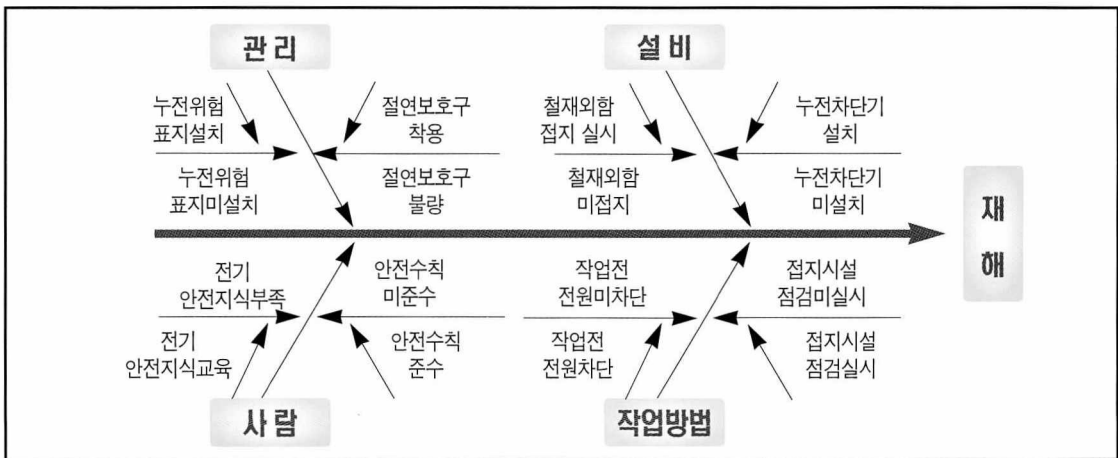 관 리
설 비
누전위험
표지설치
절연보호구
착용
철재외함
접지 실시
누전차단기
설치
누전위험
표지미설치
절연보호구
불량
철재외함
미접지
누전차단기
미설치
재
해
전기
안전지식부족
안전수칙
미준수
작업전
전원미차단
접지시설
점검미실시
전기
안전지식교육
안전수칙
준수
작업전
전원차단
접지시설
점검실시
사 람
작업방법